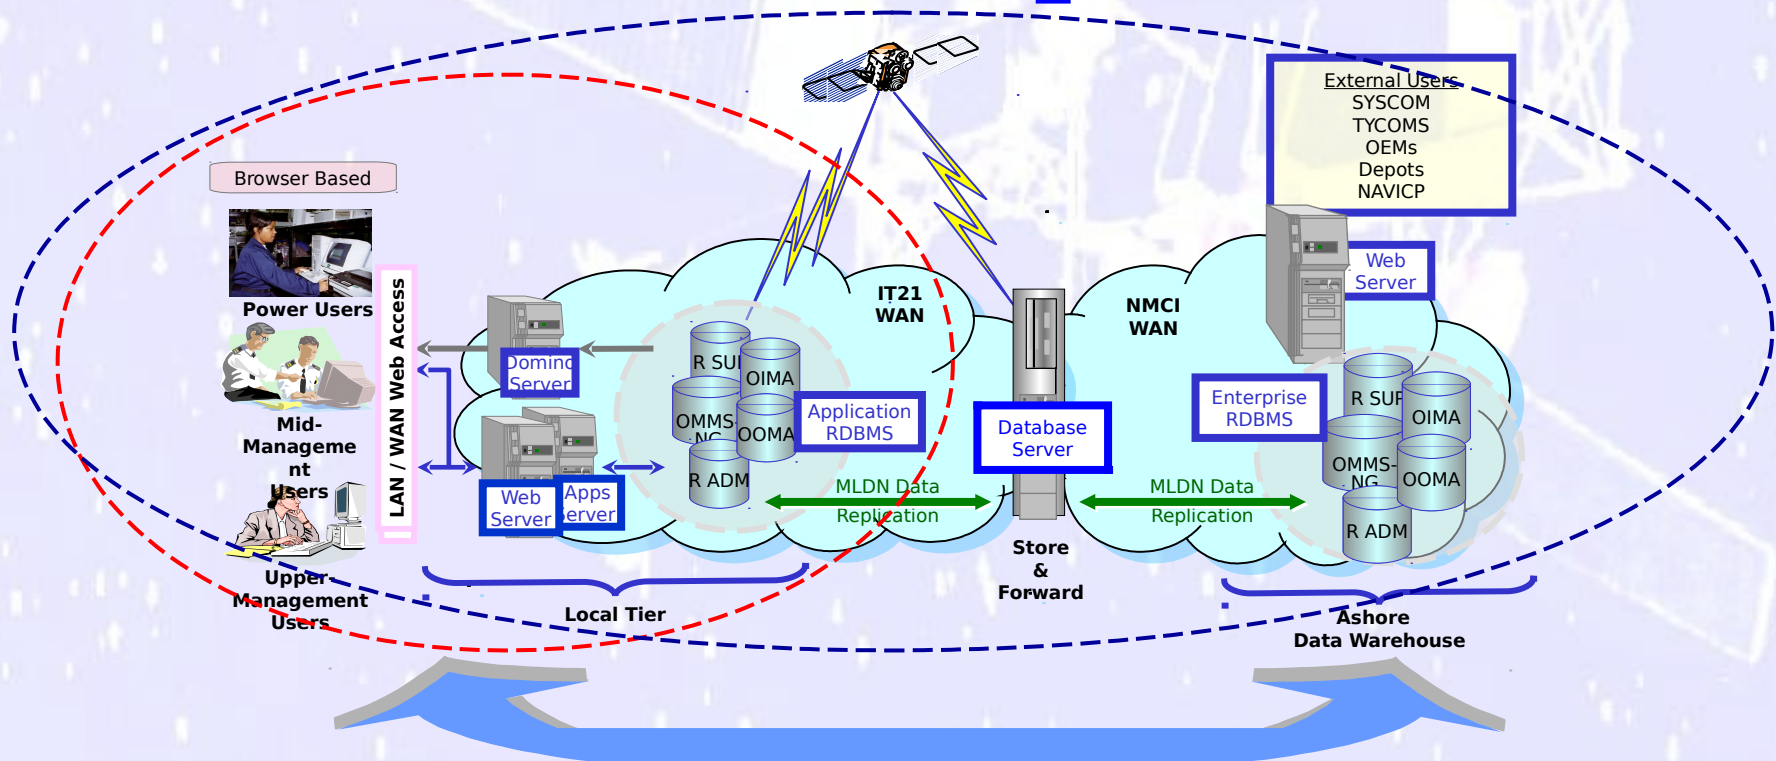 External Users
SYSCOM
TYCOMS
OEMs
Depots
NAVICP
Browser Based
Power Users
Mid-
Manageme
nt
Users
Upper-
Management
Users
LAN / WAN Web Access
Domino
Server
Web
Server
Apps
Server
R SUP
OIMA
OMMS-
NG
OOMA
R ADM
Application
RDBMS
IT21
WAN
MLDN Data
Replication
Local Tier
Database
Server
Store
&
Forward
NMCI
WAN
MLDN Data
Replication
Web
Server
Enterprise
RDBMS
R SUP
OIMA
OMMS-
NG
OOMA
R ADM
Ashore
Data Warehouse